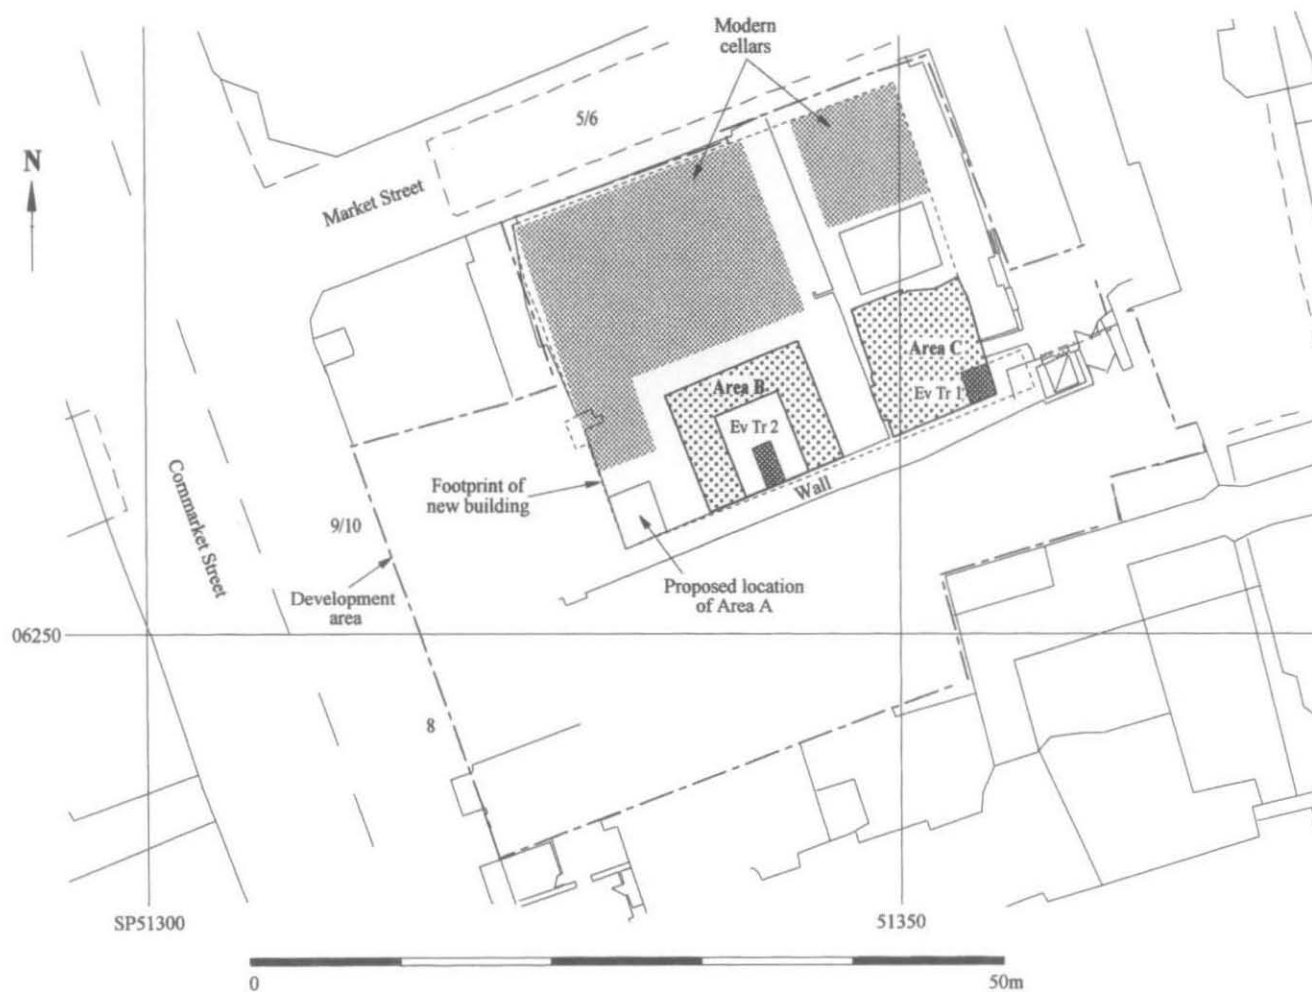 Modern
cellars
5/6
N
Market Street
Area C
Area B
Ev Tr 1
Ev Tr 2
Wall
Footprint of
new building
Cornmarket Street
9/10
Proposed location
of Area A
Development
area
06250
8
SP51300
51350
0
50m